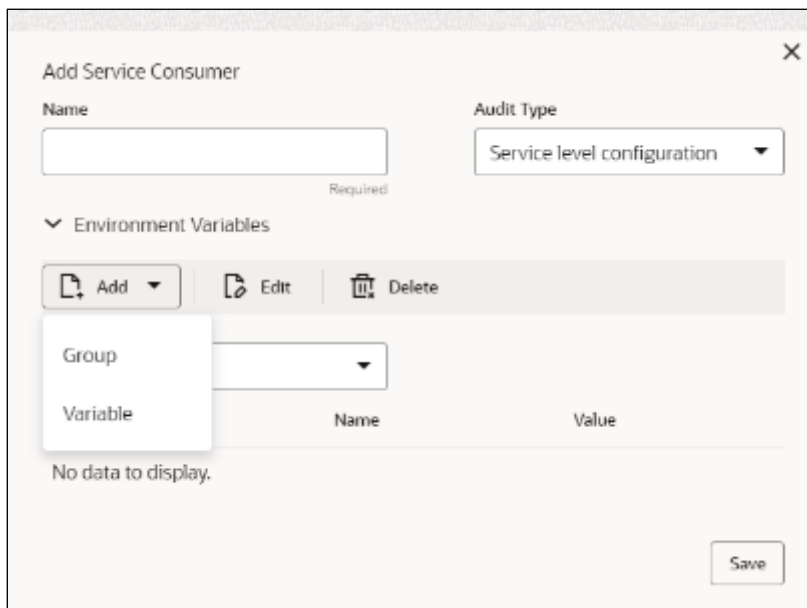 Add Service Consumer
Name
Audit Type
Service level configuration
Required
Environment Variables
Add
Edit
Delete
Group
Variable
Name
Value
No data to display.
Save